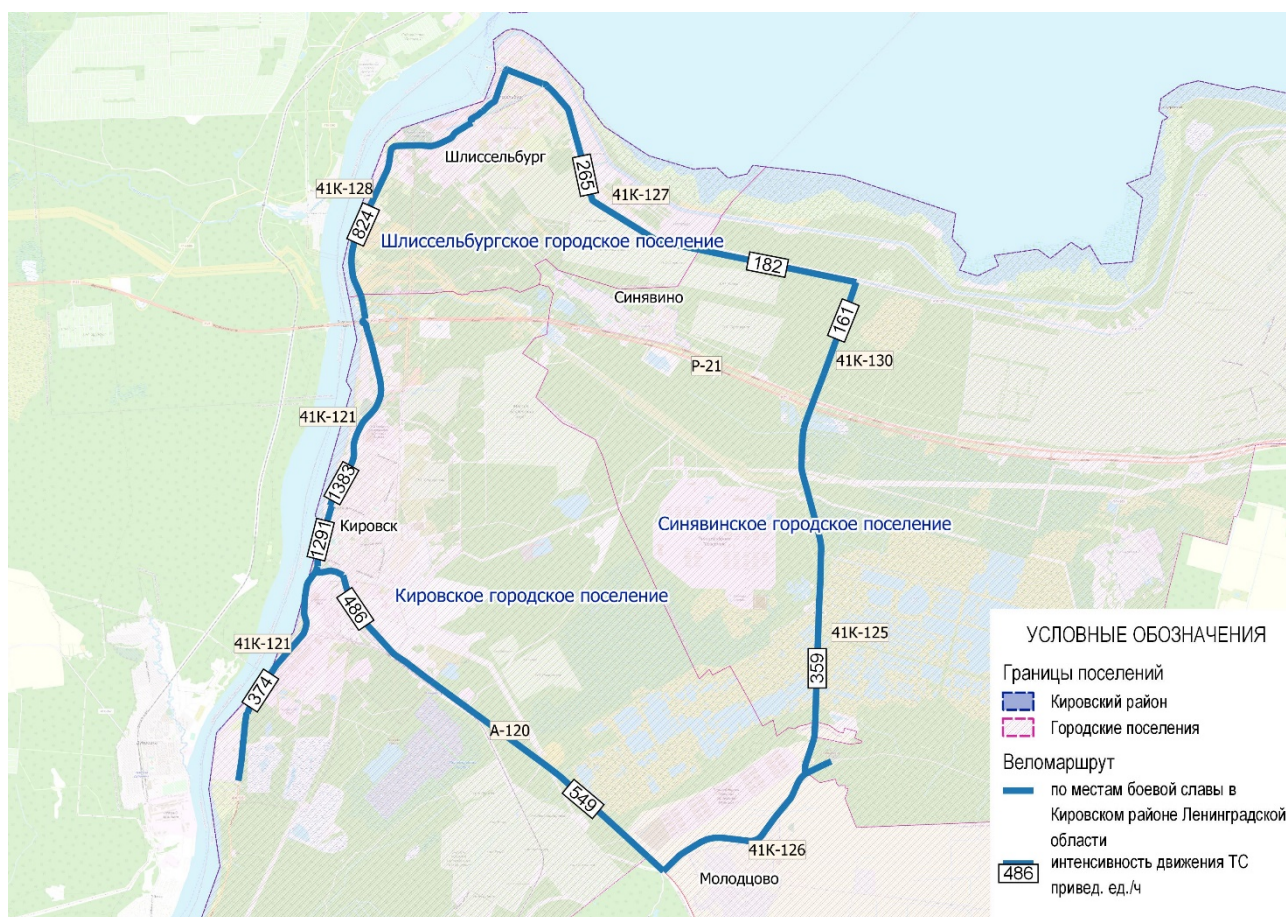 Шлиссельбург
41К-128
265
41К-127
824
Шлиссельбургское городское поселение
182
Синявино
161
Р-21
41К-130
41К-121
1383
Синявинское городское поселение
Кировск
1291
486
Кировское городское поселение
41К-121
41К-125
359
374
А-120
549
41К-126
Молодцово
УСЛОВНЫЕ ОБОЗНАЧЕНИЯ
Границы поселений
Кировский район
Городские поселения
Веломаршрут
по местам боевой славы в
Кировском районе Ленинградской
области
интенсивность движения ТС
486
привед. ед./ч